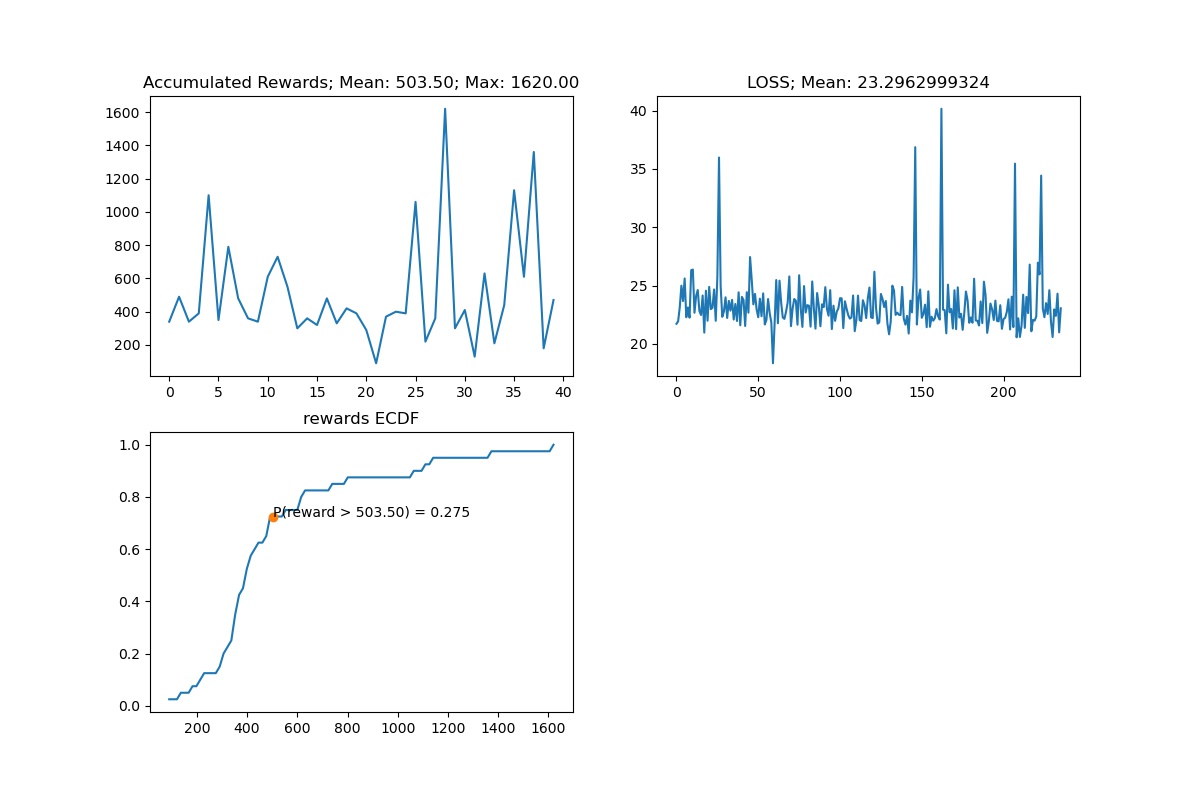 Accumulated Rewards; Mean: 503.50; Max: 1620.00
1600
1400
1200
1000
800
600
400
200
0 5 10 15 20 25 30 35 40
LOSS; Mean: 23.2962999324
40
35
30
25
20
0 50 100 150 200
rewards ECDF
1.0
0.8
0.6
0.4
0.2
0.0
P(reward > 503.50) = 0.275
200 400 600 800 1000 1200 1400 1600